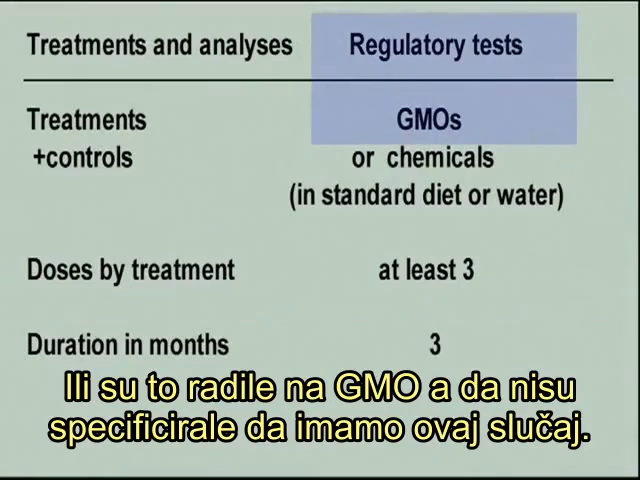 Treatments and analyses Regulatory tests
Treatments GMOs
+controls or chemicals
(in standard diet or water)
Doses by treatment at least 3
Duration in months 3
Ili su to radile na GMO a da nisu
specificirale da imamo ovaj slučaj.